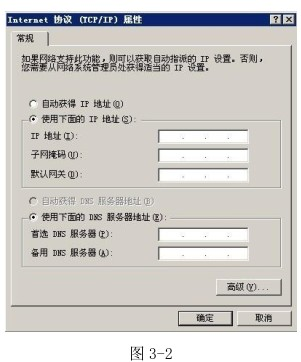 Internet 协议 (TCP/IP) 属性
常规
如果网络支持此功能，则可以获取自动指派的 IP 设置。否则，
您需要从网络系统管理员处获得适当的 IP 设置。
自动获得 IP 地址(O)
使用下面的 IP 地址(S):
IP 地址(I):
子网掩码(U):
默认网关(D):
自动获得 DNS 服务器地址(B)
使用下面的 DNS 服务器地址(E):
首选 DNS 服务器(P):
备用 DNS 服务器(A):
高级(V)...
确定 取消
图 3-2